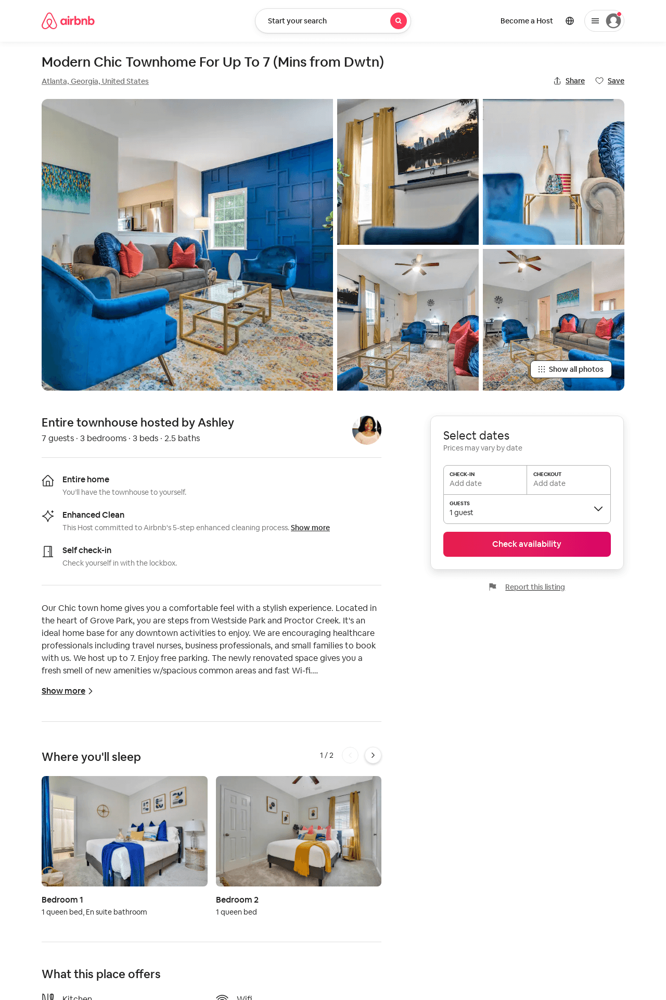 airbnb
Start your search
Become a Host
Modern Chic Townhome For Up To 7 (Mins from Dwtn)
Atlanta, Georgia, United States
Share
Save
Show all photos
Entire townhouse hosted by Ashley
7 guests · 3 bedrooms · 3 beds · 2.5 baths
Entire home
You’ll have the townhouse to yourself.
Enhanced Clean
This Host committed to Airbnb's 5-step enhanced cleaning process. Show more
Self check-in
Check yourself in with the lockbox.
Select dates
Prices may vary by date
CHECK-IN
Add date
CHECKOUT
Add date
GUESTS
1 guest
Check availability
Report this listing
Our Chic town home gives you a comfortable feel with a stylish experience. Located in
the heart of Grove Park, you are steps from Westside Park and Proctor Creek. It's an
ideal home base for any downtown activities to enjoy. We are encouraging healthcare
professionals including travel nurses, business professionals, and small families to book
with us. We host up to 7. Enjoy free parking. The newly renovated space gives you a
fresh smell of new amenities w/spacious common areas and fast Wi-fi....
Show more
Where you'll sleep
1 / 2
Bedroom 1
1 queen bed, En suite bathroom
Bedroom 2
1 queen bed
What this place offers
Kitchen
Wifi